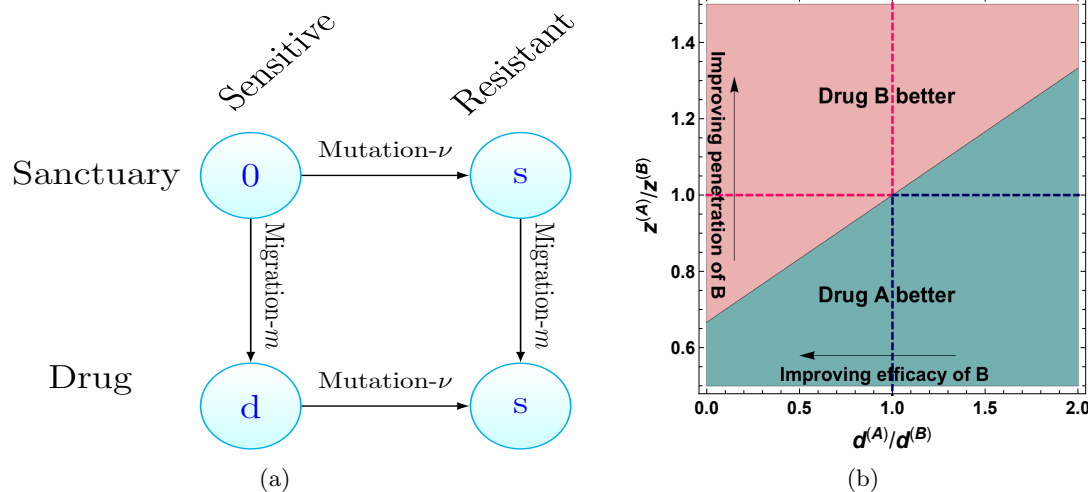 Sensitive
Resistant
Sanctuary
0
Mutation-ν
s
Migration-m
Migration-m
Drug
d
Mutation-ν
s
(a)
z^(A)/z^(B)
1.4
1.2
1.0
0.8
0.6
Improving penetration of B
Drug B better
Drug A better
Improving efficacy of B
0.0
0.5
1.0
1.5
2.0
d^(A)/d^(B)
(b)